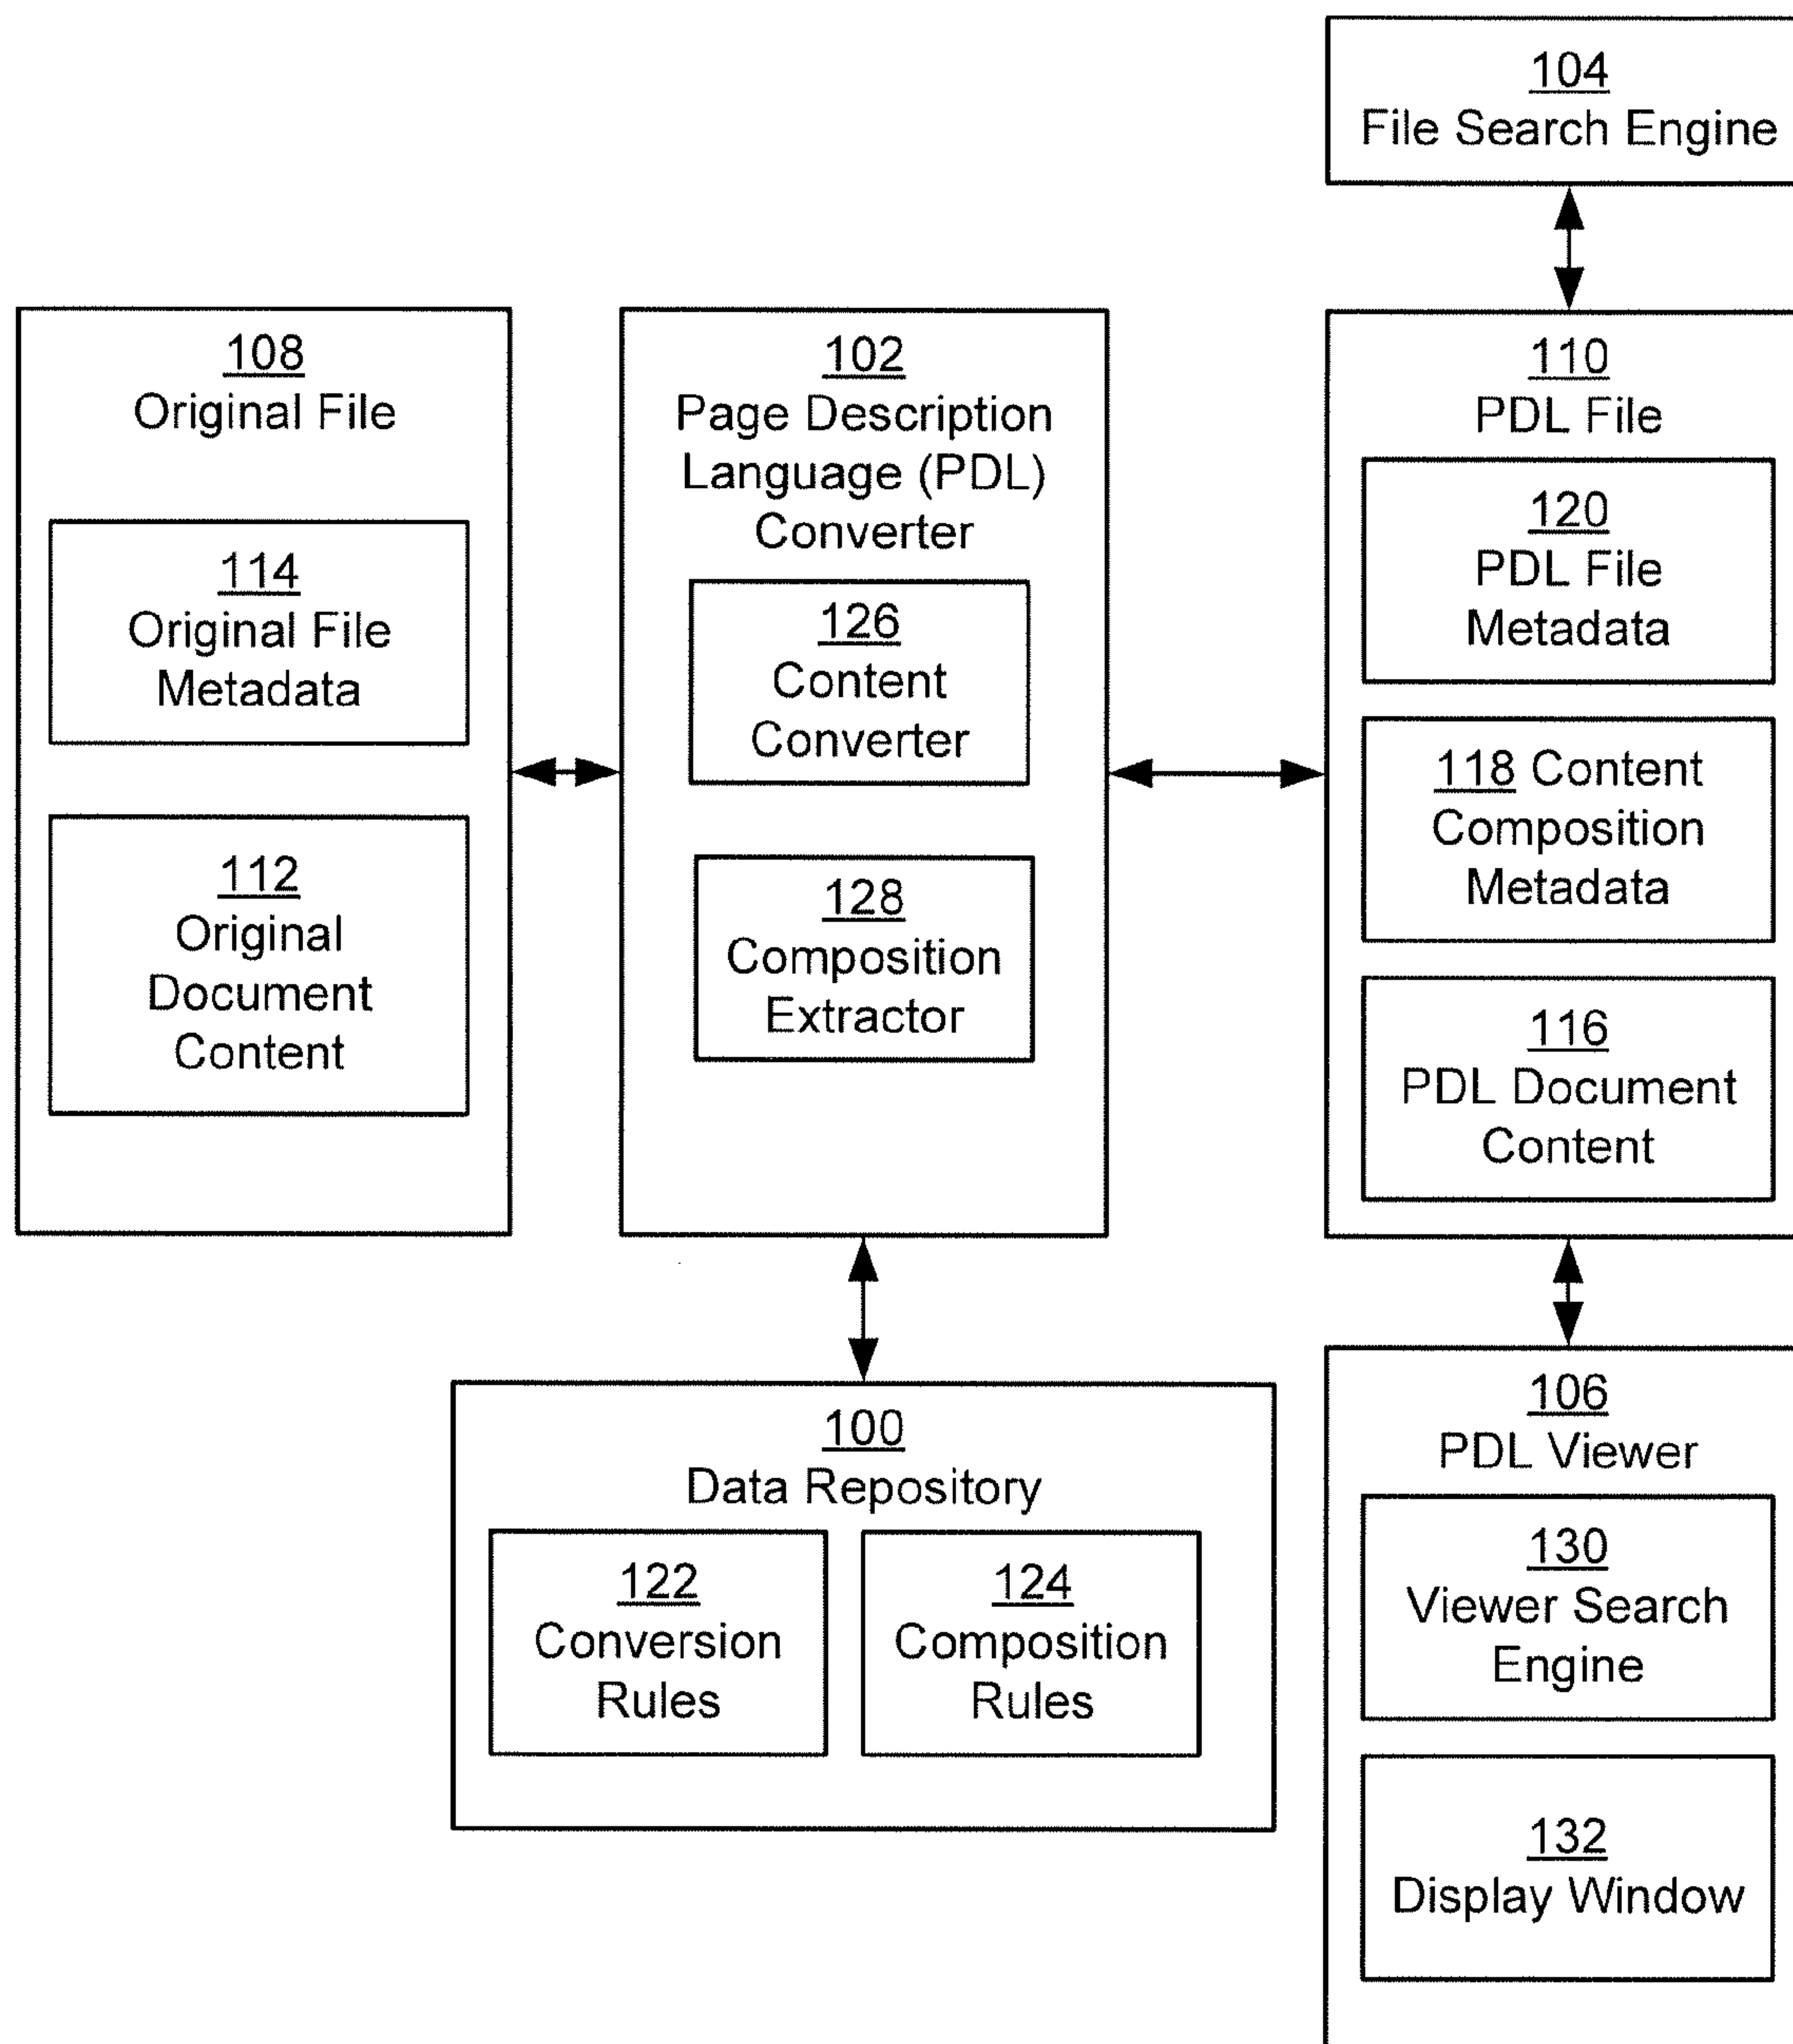 104
File Search Engine
108
Original File
114
Original File
Metadata
112
Original
Document
Content
102
Page Description
Language (PDL)
Converter
126
Content
Converter
128
Composition
Extractor
110
PDL File
120
PDL File
Metadata
118 Content
Composition
Metadata
116
PDL Document
Content
100
Data Repository
122
Conversion
Rules
124
Composition
Rules
106
PDL Viewer
130
Viewer Search
Engine
132
Display Window